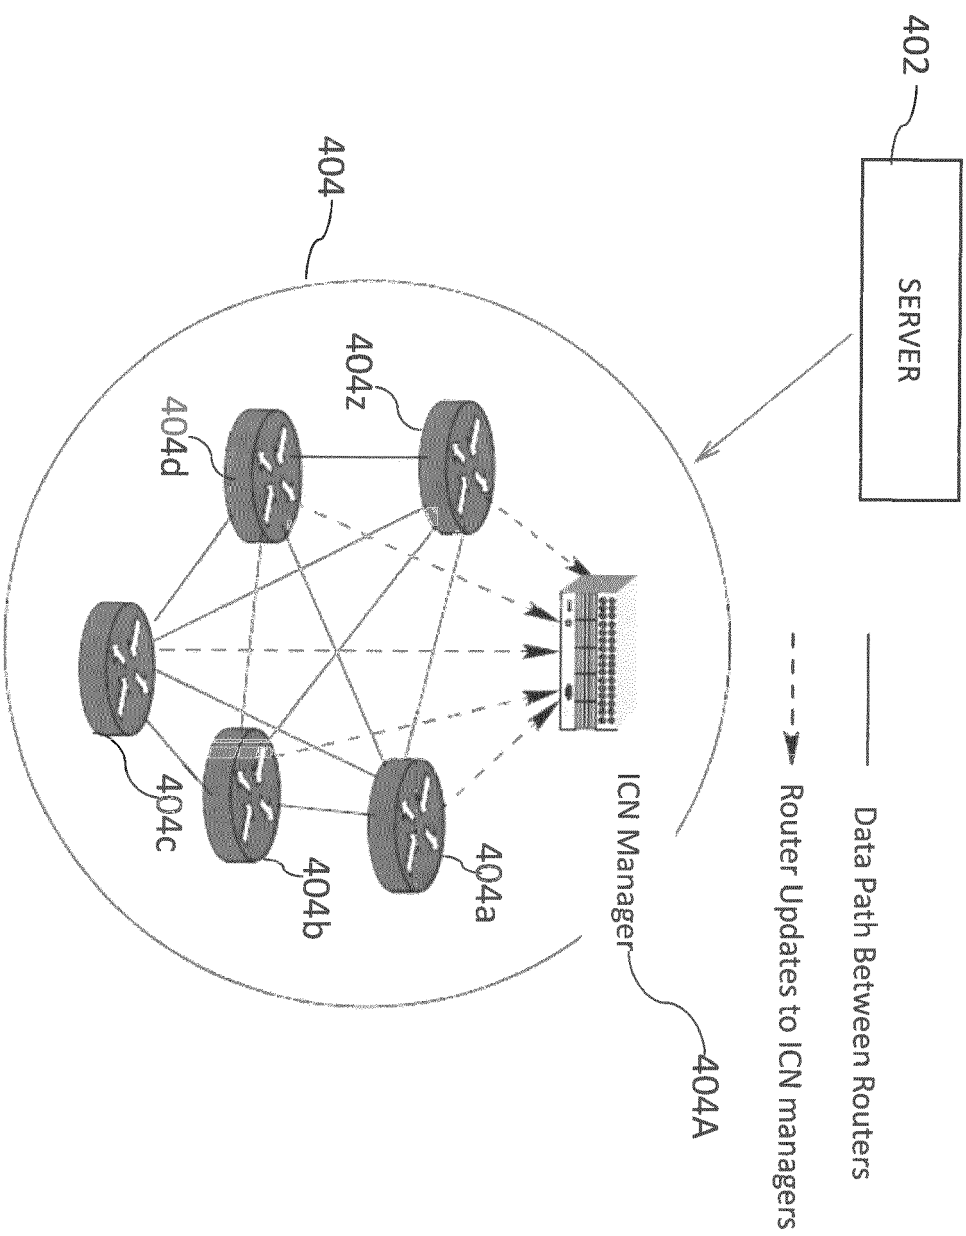 402
SERVER
Data Path Between Routers
Router Updates to ICN managers
404
ICN Manager
404A
404z
404a
404d
404b
404c